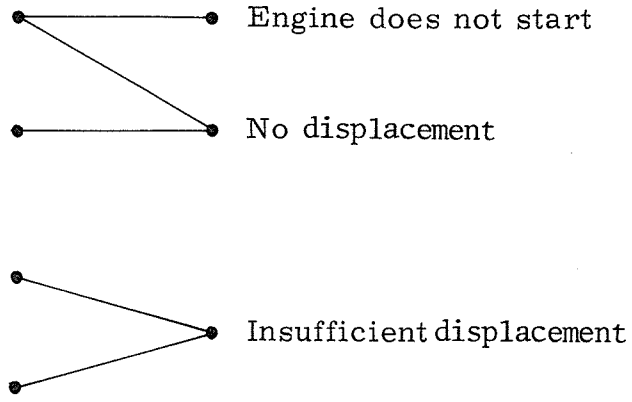 Engine does not start
No displacement
Insufficient displacement